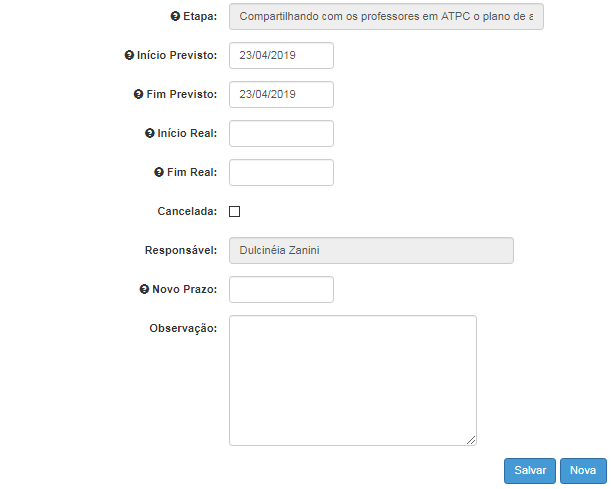 Etapa: Compartilhando com os professores em ATPC o plano de a
Início Previsto: 23/04/2019
Fim Previsto: 23/04/2019
Início Real:
Fim Real:
Cancelada:
Responsável: Dulcinéia Zanini
Novo Prazo:
Observação:
Salvar Nova